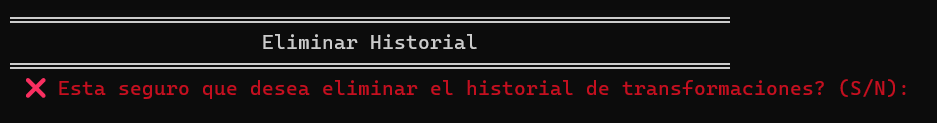 Eliminar Historial
❌ Esta seguro que desea eliminar el historial de transformaciones? (S/N):